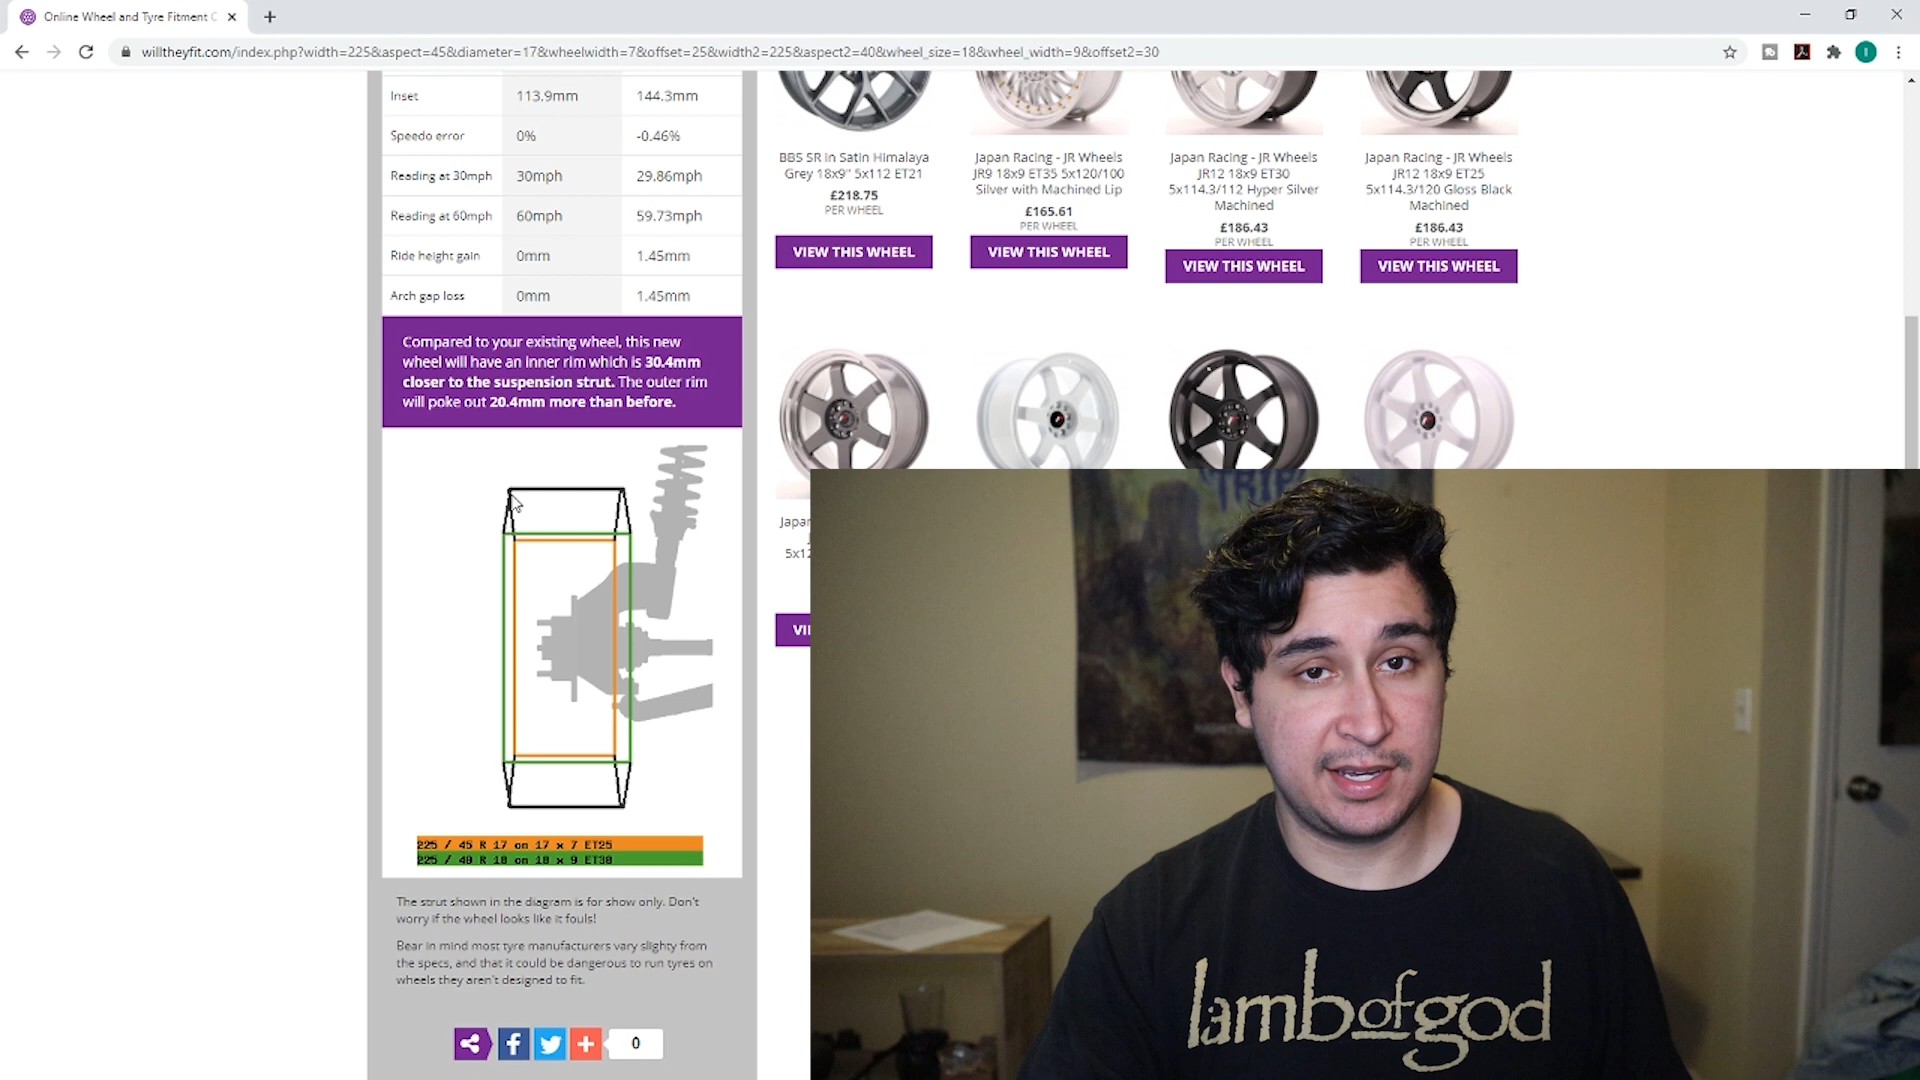 Online Wheel and Tyre Fitment C
willtheyfit.com/index.php?width=225&aspect=45&diameter=17&wheelwidth=7&offset=25&width2=225&aspect2=40&wheel_size=18&wheel_width=9&offset2=30
Inset 113.9mm 144.3mm
Speedo error 0% -0.46%
Reading at 30mph 30mph 29.86mph
Reading at 60mph 60mph 59.73mph
Ride height gain 0mm 1.45mm
Arch gap loss 0mm 1.45mm
Compared to your existing wheel, this new
wheel will have an inner rim which is 30.4mm
closer to the suspension strut. The outer rim
will poke out 20.4mm more than before.
225 / 45 R 17 on 17 x 7 ET25
225 / 40 R 18 on 18 x 9 ET30
The strut shown in the diagram is for show only. Don't
worry if the wheel looks like it fouls!
Bear in mind most tyre manufacturers vary slighty from
the specs, and that it could be dangerous to run tyres on
wheels they aren't designed to fit.
0
BBS SR in Satin Himalaya
Grey 18x9" 5x112 ET21
£218.75
PER WHEEL
VIEW THIS WHEEL
Japan Racing - JR Wheels
JR9 18x9 ET35 5x120/100
Silver with Machined Lip
£165.61
PER WHEEL
VIEW THIS WHEEL
Japan Racing - JR Wheels
JR12 18x9 ET30
5x114.3/112 Hyper Silver
Machined
£186.43
PER WHEEL
VIEW THIS WHEEL
Japan Racing - JR Wheels
JR12 18x9 ET25
5x114.3/120 Gloss Black
Machined
£186.43
PER WHEEL
VIEW THIS WHEEL
Japa
5x12
VI
TRI
lamb of god